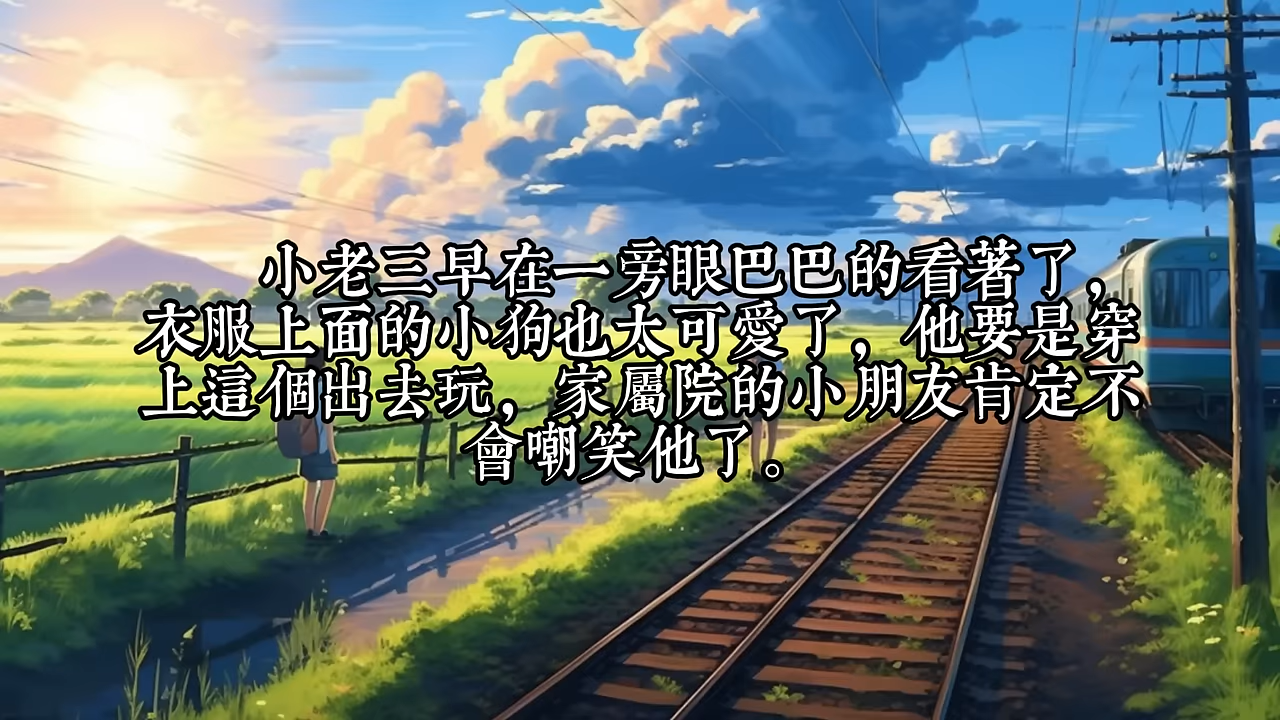 小老三早在一旁眼巴巴的看著了，
衣服上面的小狗也太可愛了，他要是穿
上這個出去玩，家屬院的小朋友肯定不
會嘲笑他了。